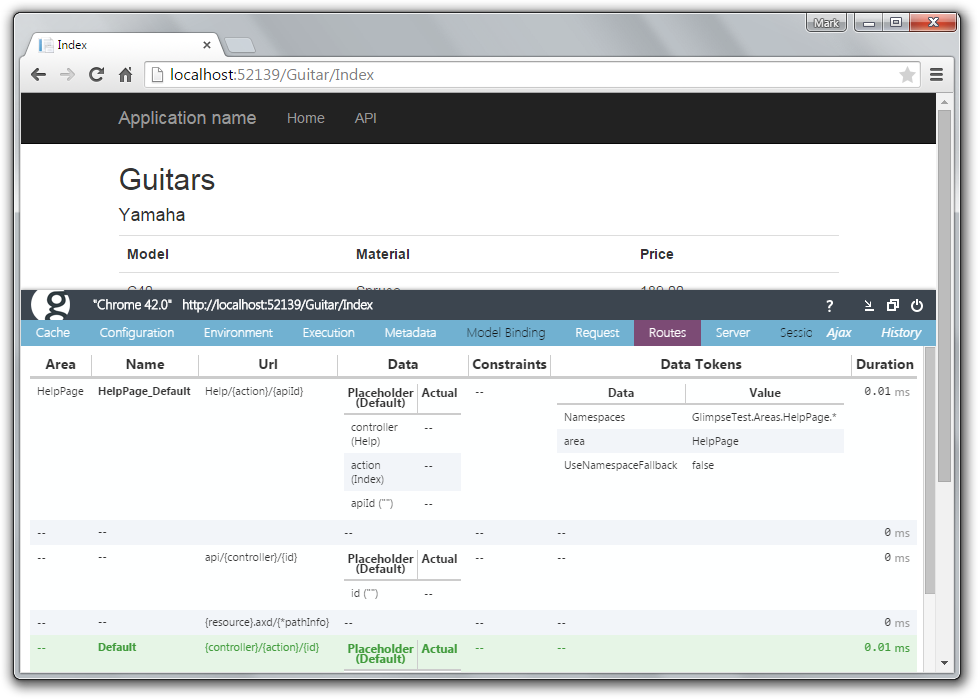 Mark
Index
localhost:52139/Guitar/Index
Application name Home API
Guitars
Yamaha
Model Material Price
g "Chrome 42.0" http://localhost:52139/Guitar/Index ?
Cache Configuration Environment Execution Metadata Model Binding Request Routes Server Sessio Ajax History
Area Name Url Data Constraints Data Tokens Duration
HelpPage HelpPage_Default Help/{action}/{apiId} Placeholder Actual -- Data Value 0.01 ms
(Default)
Namespaces GlimpseTest.Areas.HelpPage.*
controller --
(Help)
area HelpPage
action --
(Index)
UseNamespaceFallback false
apiId ("") --
-- -- -- -- -- 0 ms
-- -- api/{controller}/{id} Placeholder Actual -- -- 0 ms
(Default)
id ("") --
-- -- {resource}.axd/{*pathInfo} -- -- -- 0 ms
-- Default {controller}/{action}/{id} Placeholder Actual -- -- 0.01 ms
(Default)